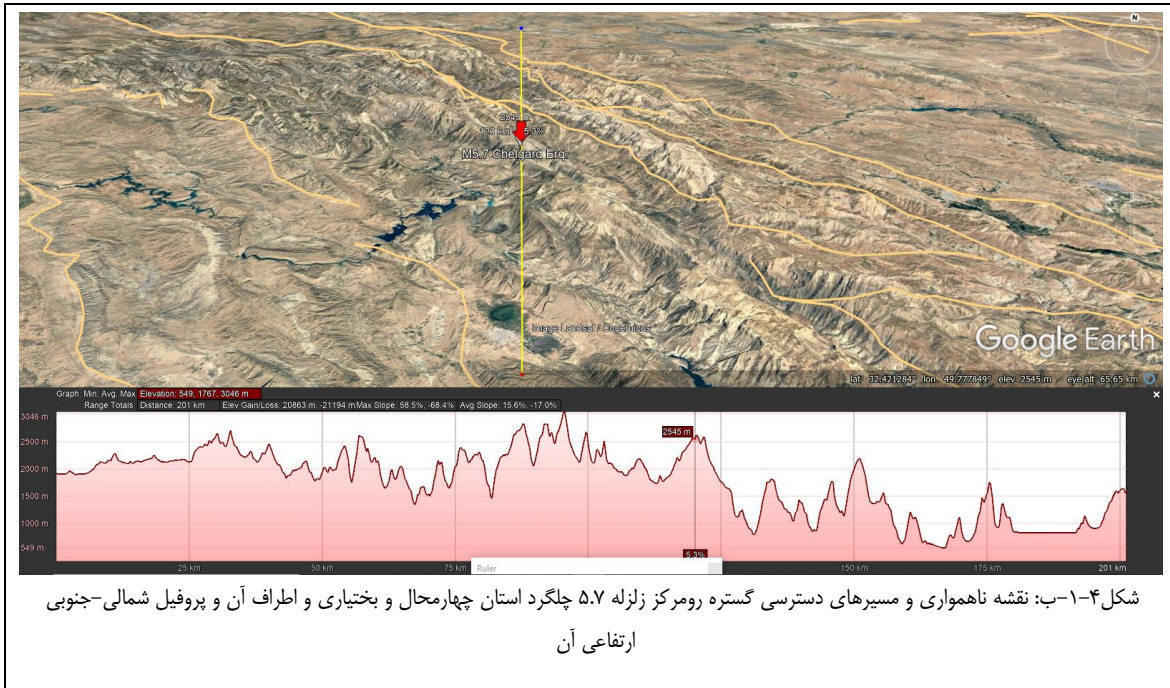 N
2545 m
M5.7 Chelgard Erq.
Image Landsat / Copernicus
Google Earth
lat 32.421284° lon 49.777849° elev 2545 m eye alt 65.65 km
Graph: Min, Avg, Max Elevation: 549, 1767, 3046 m
Range Totals: Distance: 201 km Elev Gain/Loss: 20863 m, -21194 m Max Slope: 58.5%, -68.4% Avg Slope: 15.6%, -17.0%
3046 m
2545 m
2500 m
2000 m
1500 m
1000 m
549 m
5.3%
25 km 50 km 75 km Ruler 150 km 175 km 201 km
شکل۴-۱-ب: نقشه ناهمواری و مسیرهای دسترسی گستره رومرکز زلزله ۵.۷ چلگرد استان چهارمحال و بختیاری و اطراف آن و پروفیل شمالی-جنوبی
ارتفاعی آن